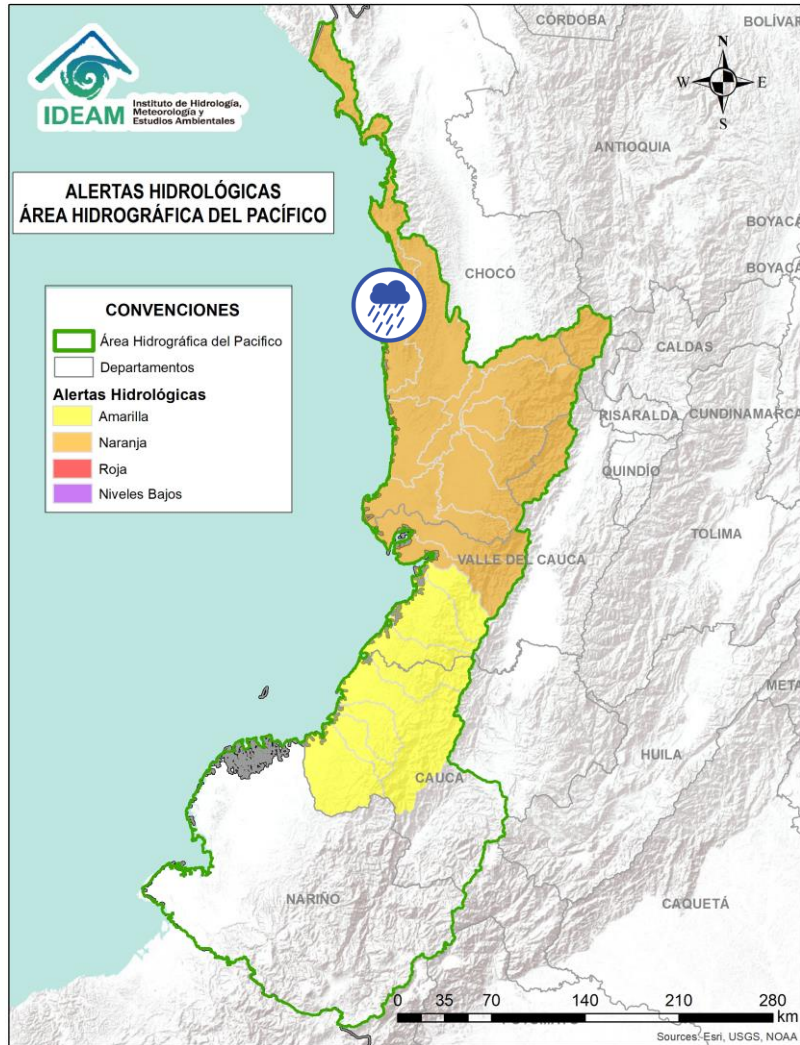 IDEAM
Instituto de Hidrología,
Meteorología y
Estudios Ambientales
CÓRDOBA
BOLÍVAR
N
W
E
S
ANTIOQUIA
ALERTAS HIDROLÓGICAS
ÁREA HIDROGRÁFICA DEL PACÍFICO
BOYACÁ
BOYACÁ
CHOCÓ
CONVENCIONES
Área Hidrográfica del Pacifico
Departamentos
Alertas Hidrológicas
Amarilla
Naranja
Roja
Niveles Bajos
CALDAS
RISARALDA
CUNDINAMARCA
QUINDÍO
TOLIMA
VALLE DEL CAUCA
META
HUILA
CAUCA
NARIÑO
CAQUETÁ
0 35 70 140 210 280
km
Sources: Esri, USGS, NOAA